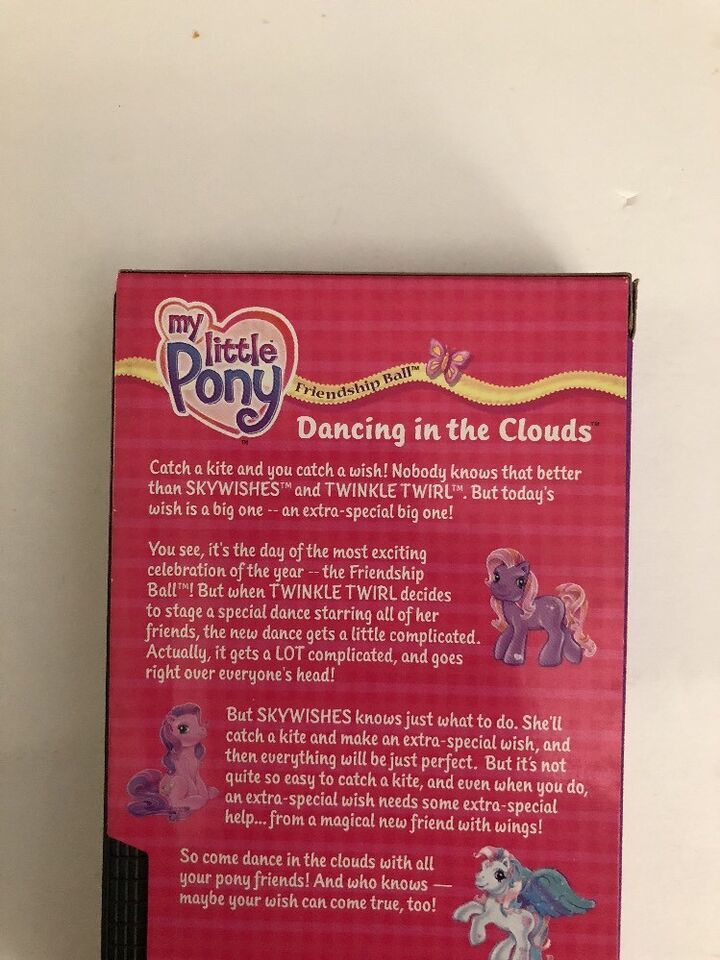 my
little
Pony
™
Friendship Ball™
Dancing in the Clouds™
Catch a kite and you catch a wish! Nobody knows that better
than SKYWISHES™ and TWINKLE TWIRL™. But today's
wish is a big one -- an extra-special big one!
You see, it's the day of the most exciting
celebration of the year -- the Friendship
Ball™! But when TWINKLE TWIRL decides
to stage a special dance starring all of her
friends, the new dance gets a little complicated.
Actually, it gets a LOT complicated, and goes
right over everyone's head!
But SKYWISHES knows just what to do. She'll
catch a kite and make an extra-special wish, and
then everything will be just perfect. But it's not
quite so easy to catch a kite, and even when you do,
an extra-special wish needs some extra-special
help... from a magical new friend with wings!
So come dance in the clouds with all
your pony friends! And who knows —
maybe your wish can come true, too!